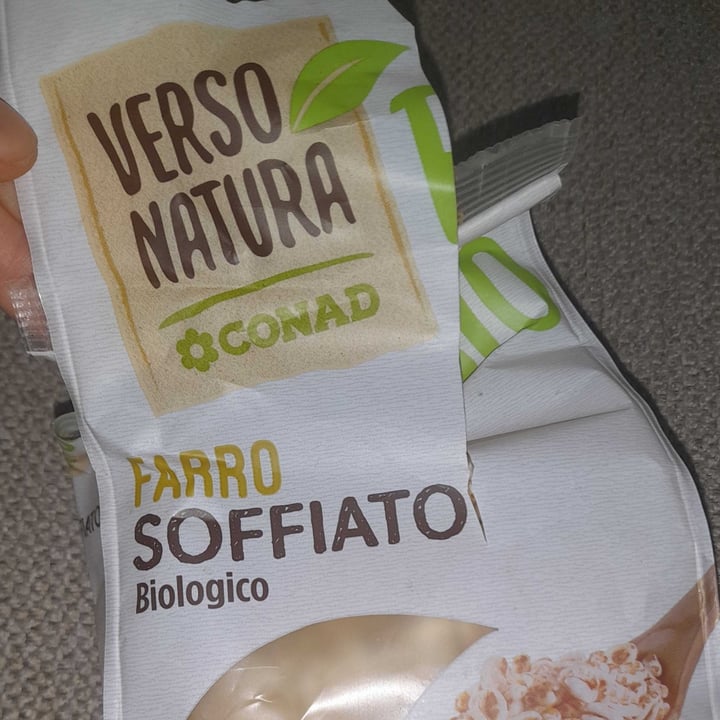 VERSO
NATURA
CONAD
FARRO
SOFFIATO
Biologico